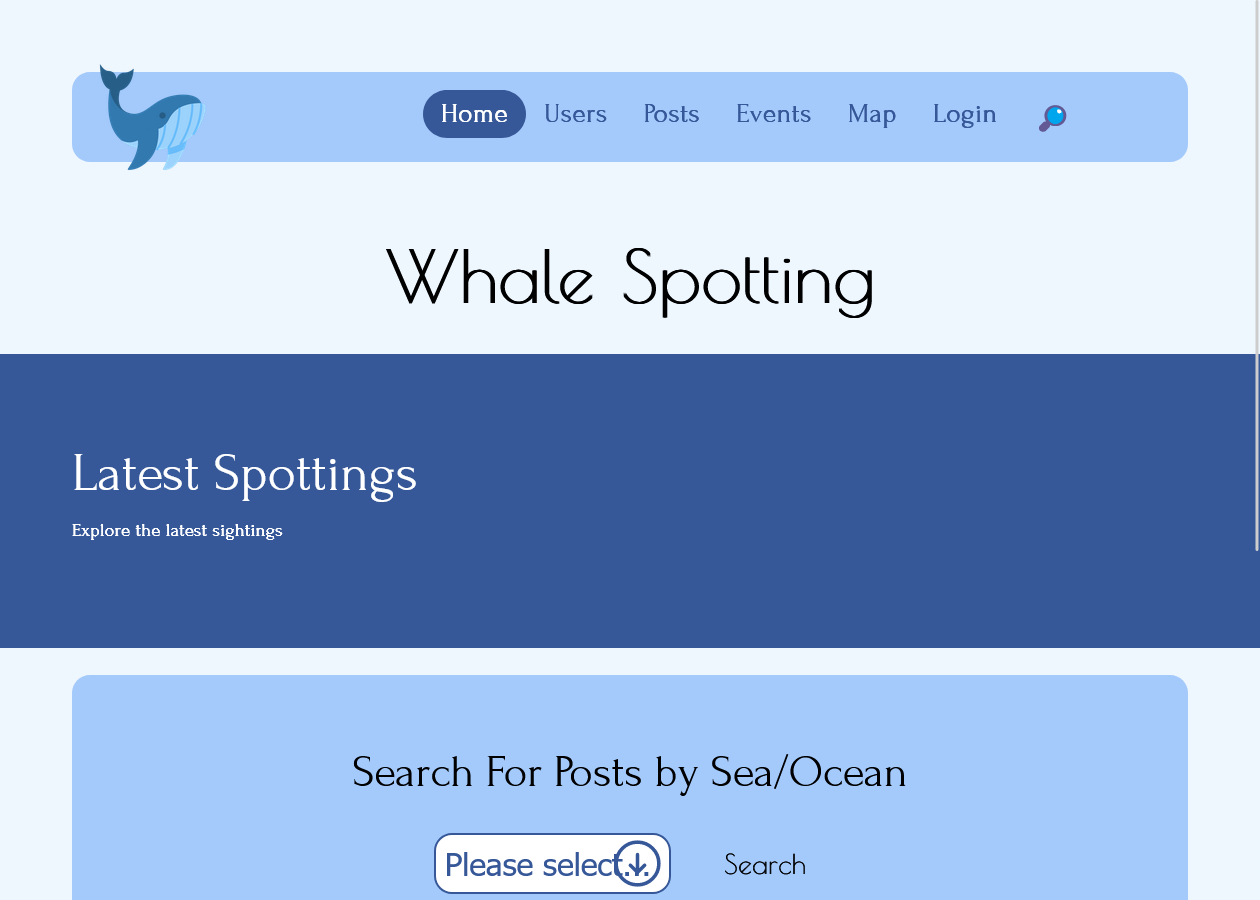 Home Users Posts Events Map Login
Whale Spotting
Latest Spottings
Explore the latest sightings
Search For Posts by Sea/Ocean
Please select... Search